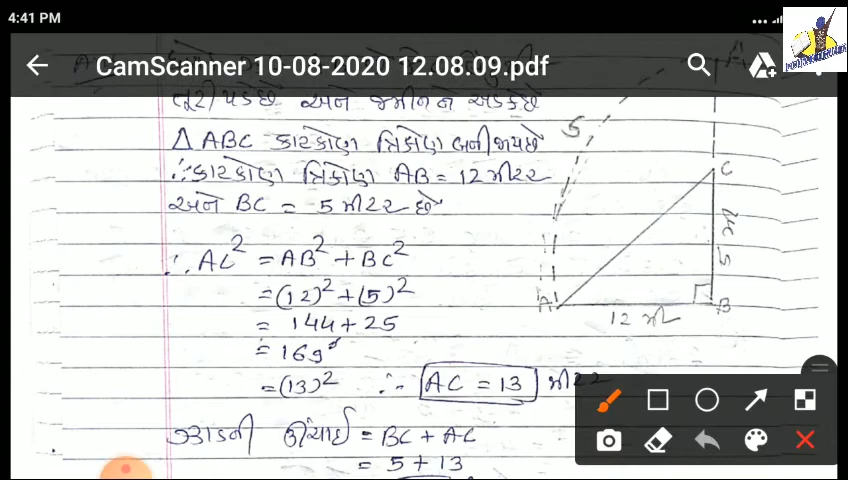 4:41 PM
CamScanner 10-08-2020 12.08.09.pdf
તૂટી પડે છે અને જમીનને અડકે છે
Δ ABC કાટકોણ ત્રિકોણ બની જાય છે
∴ કાટકોણ ત્રિકોણ AB = 12 મીટર
અને BC = 5 મીટર છે
∴ AC² = AB² + BC²
= (12)² + (5)²
= 144 + 25
= 169
= (13)² ∴ AC = 13 મીટર
ઝાડની ઊંચાઈ = BC + AC
= 5 + 13
A
5
C
મી
5
A
B
12 મી